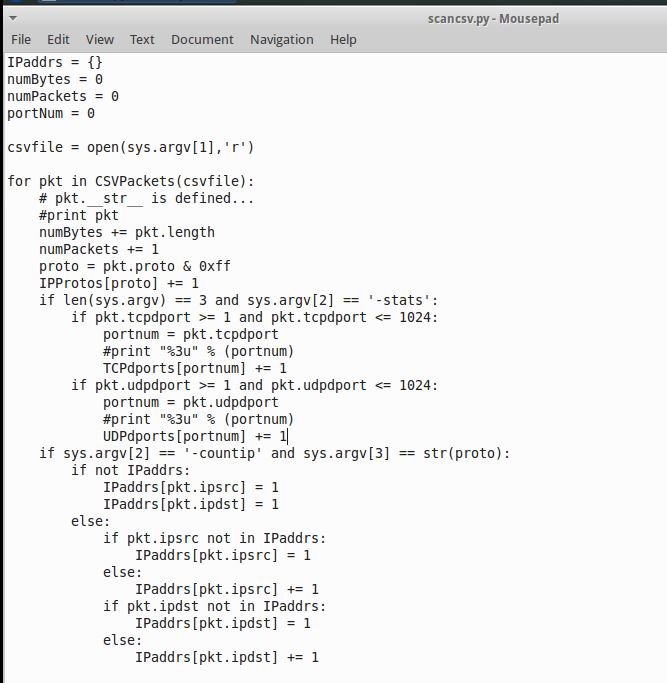 scancsv.py - Mousepad
File Edit View Text Document Navigation Help
IPaddrs = {}
numBytes = 0
numPackets = 0
portNum = 0

csvfile = open(sys.argv[1],'r')

for pkt in CSVPackets(csvfile):
    # pkt.__str__ is defined...
    #print pkt
    numBytes += pkt.length
    numPackets += 1
    proto = pkt.proto & 0xff
    IPProtos[proto] += 1
    if len(sys.argv) == 3 and sys.argv[2] == '-stats':
        if pkt.tcpdport >= 1 and pkt.tcpdport <= 1024:
            portnum = pkt.tcpdport
            #print "%3u" % (portnum)
            TCPdports[portnum] += 1
        if pkt.udpdport >= 1 and pkt.udpdport <= 1024:
            portnum = pkt.udpdport
            #print "%3u" % (portnum)
            UDPdports[portnum] += 1
    if sys.argv[2] == '-countip' and sys.argv[3] == str(proto):
        if not IPaddrs:
            IPaddrs[pkt.ipsrc] = 1
            IPaddrs[pkt.ipdst] = 1
        else:
            if pkt.ipsrc not in IPaddrs:
                IPaddrs[pkt.ipsrc] = 1
            else:
                IPaddrs[pkt.ipsrc] += 1
            if pkt.ipdst not in IPaddrs:
                IPaddrs[pkt.ipdst] = 1
            else:
                IPaddrs[pkt.ipdst] += 1